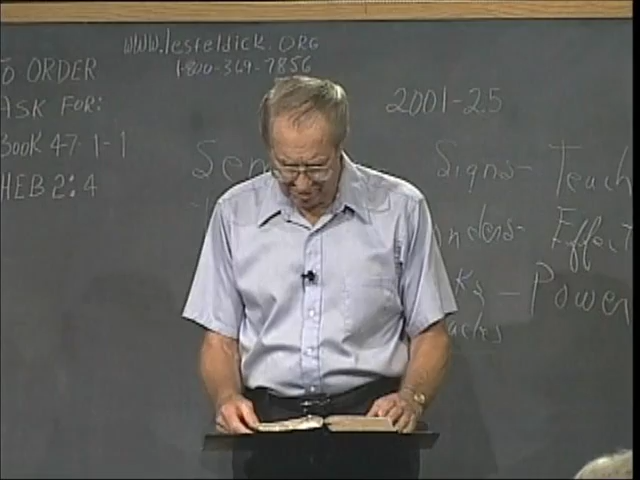 WWW.lesfeldick.ORG
1-800-369-7856
TO ORDER
ASK FOR:
BOOK 47-1-1
HEB 2:4
2001-25
Signs- Teach
Effect
- Power